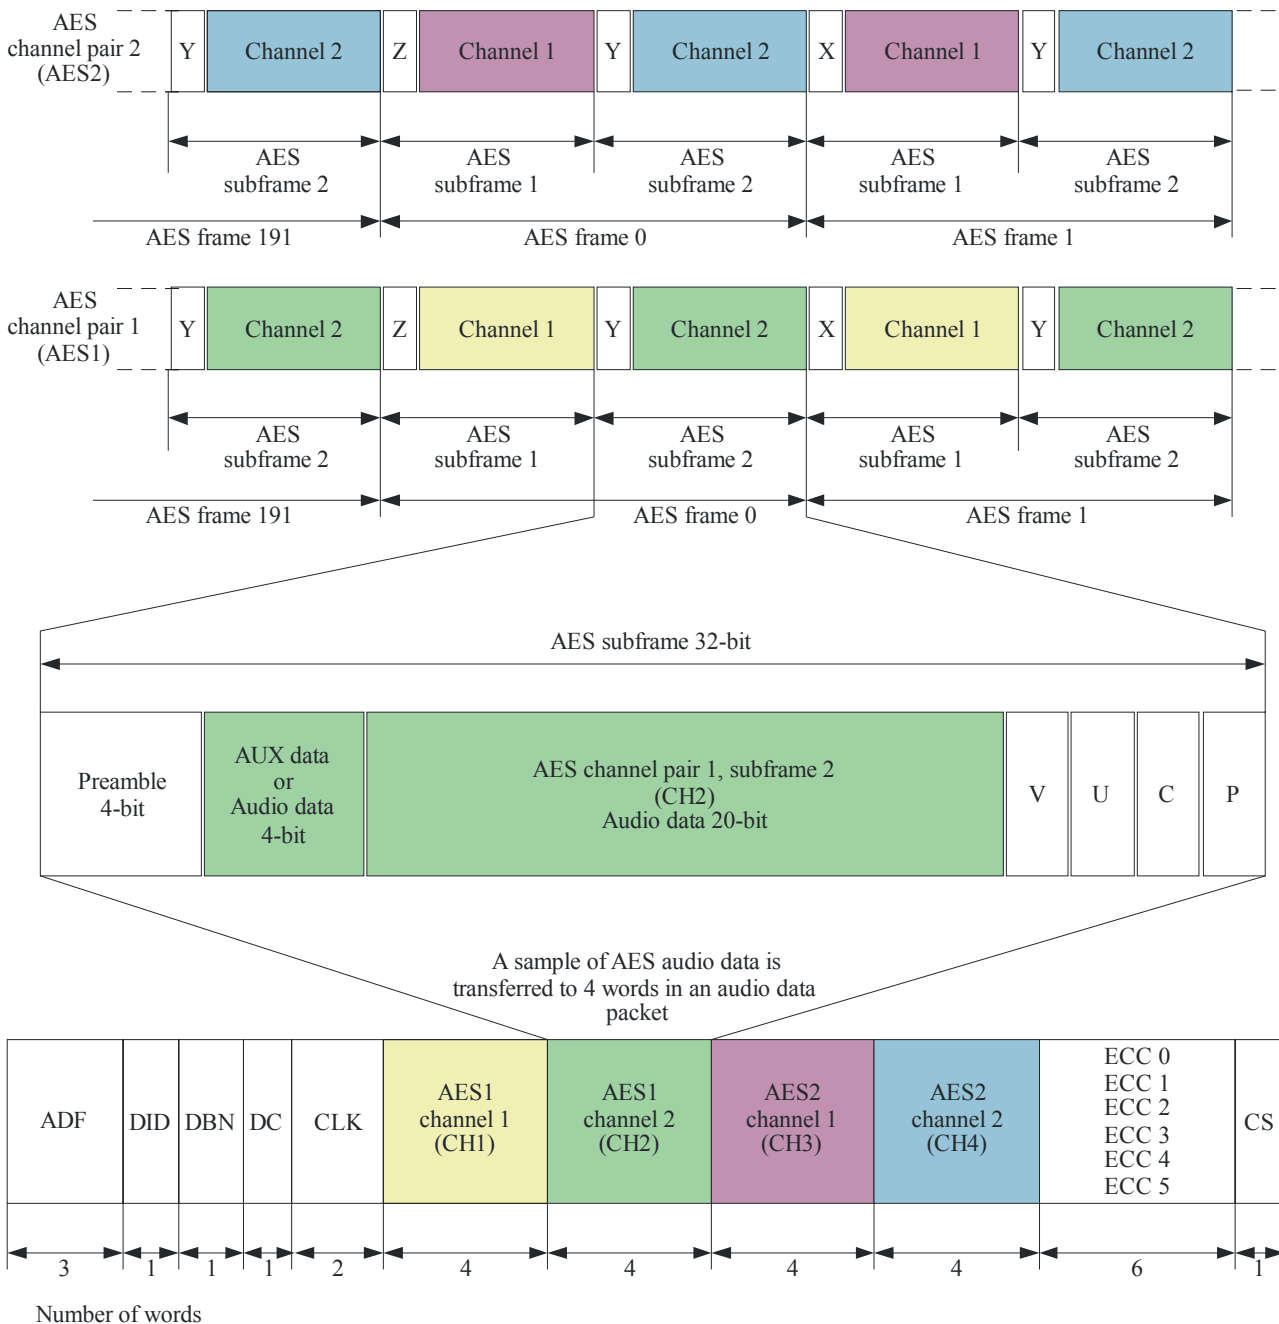 AES
channel pair 2
(AES2)
Y
Channel 2
Z
Channel 1
Y
Channel 2
X
Channel 1
Y
Channel 2
AES
subframe 2
AES
subframe 1
AES
subframe 2
AES
subframe 1
AES
subframe 2
AES frame 191
AES frame 0
AES frame 1
AES
channel pair 1
(AES1)
Y
Channel 2
Z
Channel 1
Y
Channel 2
X
Channel 1
Y
Channel 2
AES
subframe 2
AES
subframe 1
AES
subframe 2
AES
subframe 1
AES
subframe 2
AES frame 191
AES frame 0
AES frame 1
AES subframe 32-bit
Preamble
4-bit
AUX data
or
Audio data
4-bit
AES channel pair 1, subframe 2
(CH2)
Audio data 20-bit
V
U
C
P
A sample of AES audio data is
transferred to 4 words in an audio data
packet
ADF
DID
DBN
DC
CLK
AES1
channel 1
(CH1)
AES1
channel 2
(CH2)
AES2
channel 1
(CH3)
AES2
channel 2
(CH4)
ECC 0
ECC 1
ECC 2
ECC 3
ECC 4
ECC 5
CS
3
1
1
1
2
4
4
4
4
6
1
Number of words